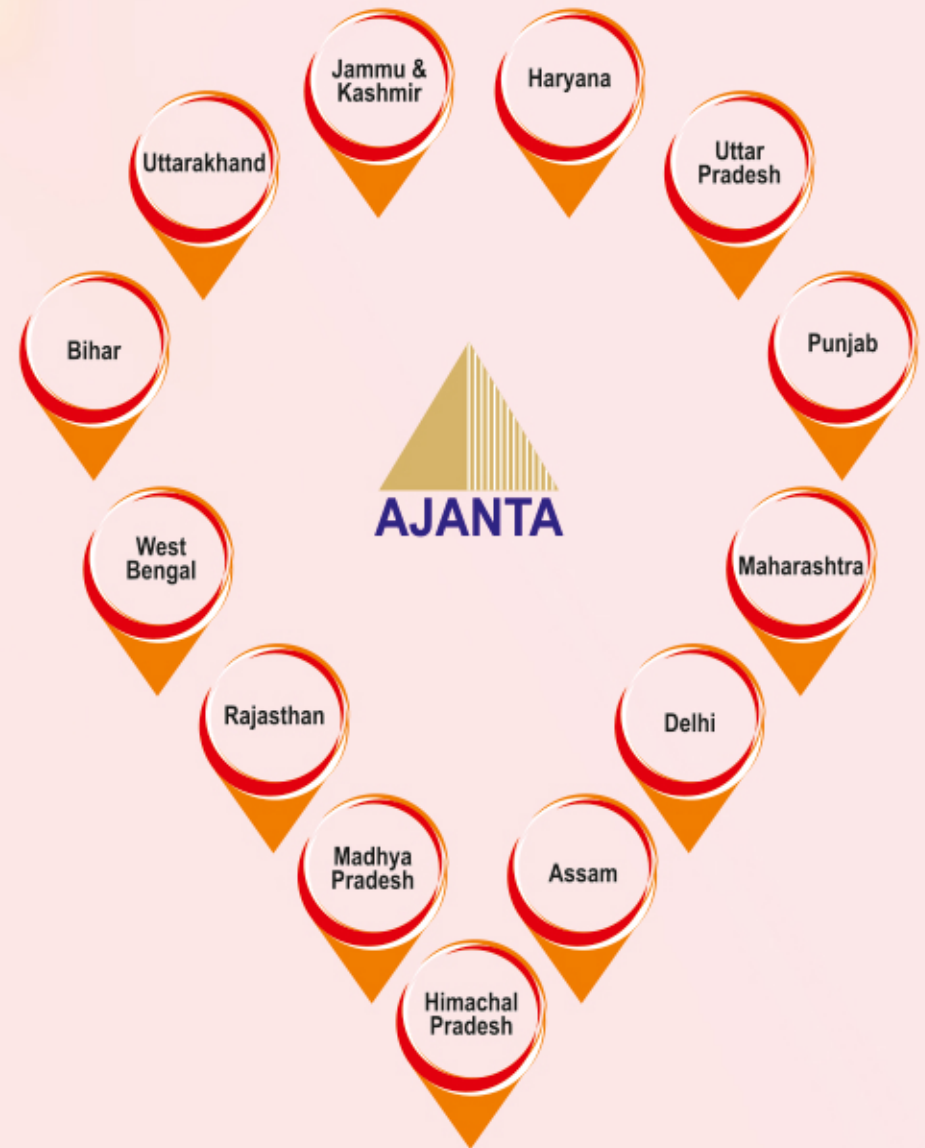 Jammu &
Kashmir
Haryana
Uttarakhand
Uttar
Pradesh
Bihar
Punjab
AJANTA
West
Bengal
Maharashtra
Rajasthan
Delhi
Madhya
Pradesh
Assam
Himachal
Pradesh